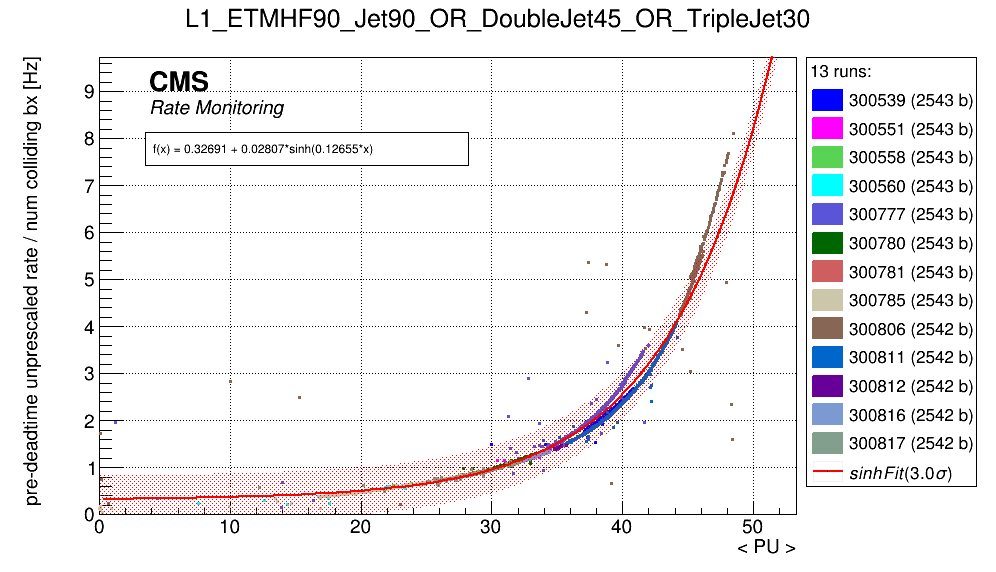 L1_ETMHF90_Jet90_OR_DoubleJet45_OR_TripleJet30
pre-deadtime unprescaled rate / num colliding bx [Hz]
CMS
Rate Monitoring
f(x) = 0.32691 + 0.02807*sinh(0.12655*x)
9
8
7
6
5
4
3
2
1
0
0 10 20 30 40 50
< PU >
13 runs:
300539 (2543 b)
300551 (2543 b)
300558 (2543 b)
300560 (2543 b)
300777 (2543 b)
300780 (2543 b)
300781 (2543 b)
300785 (2543 b)
300806 (2542 b)
300811 (2542 b)
300812 (2542 b)
300816 (2542 b)
300817 (2542 b)
sinhFit(3.0σ)